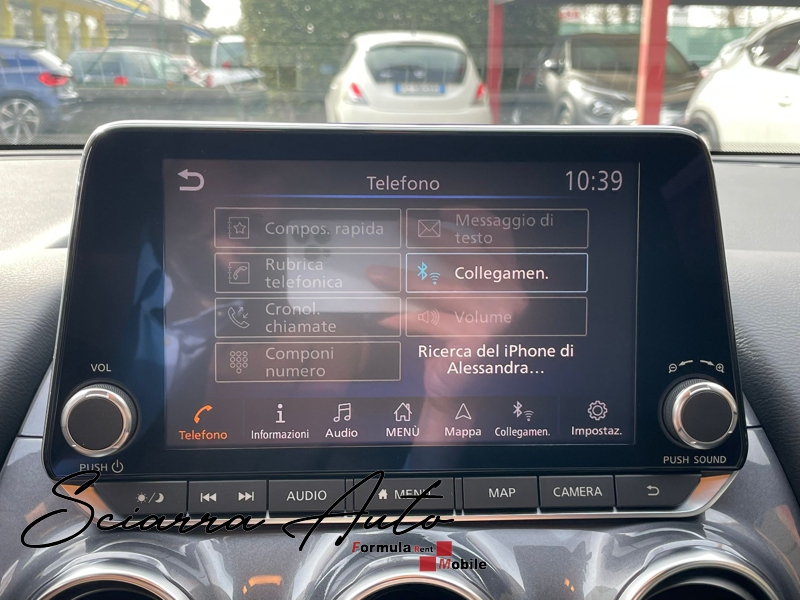 Telefono
10:39
Compos. rapida
Messaggio di
testo
Rubrica
telefonica
Collegamen.
Cronol.
chiamate
Volume
Componi
numero
Ricerca del iPhone di
Alessandra...
VOL
Telefono
Informazioni
Audio
MENÙ
Mappa
Collegamen.
Impostaz.
PUSH
PUSH SOUND
AUDIO
MENU
MAP
CAMERA
Sciarra Auto
Formula Rent
Mobile